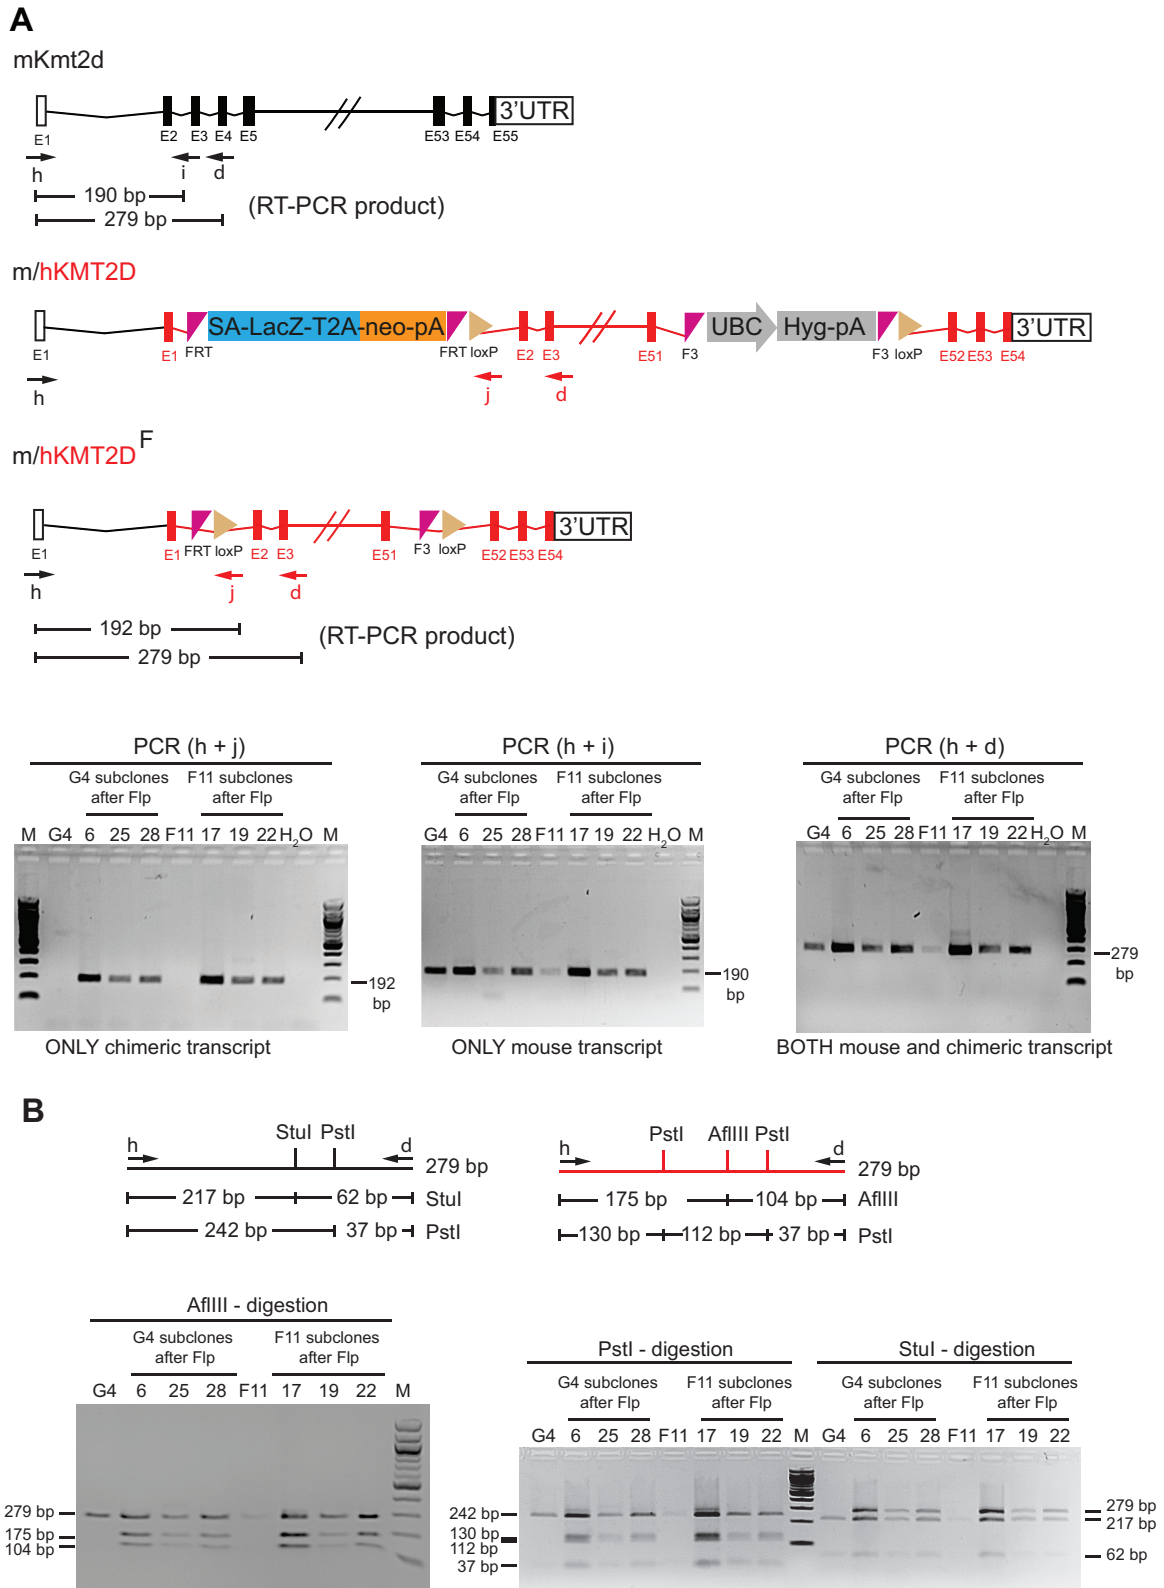 A
mKmt2d
3'UTR
E1 E2 E3 E4 E5 E53 E54 E55
h i d
190 bp
279 bp
(RT-PCR product)
m/hKMT2D
SA-LacZ-T2A-neo-pA UBC Hyg-pA 3'UTR
E1 E1 FRT FRT loxP E2 E3 E51 F3 F3 loxP E52 E53 E54
h j d
m/hKMT2D F
3'UTR
E1 E1 FRT loxP E2 E3 E51 F3 loxP E52 E53 E54
h j d
192 bp
279 bp
(RT-PCR product)
PCR (h + j)
G4 subclones after Flp
F11 subclones after Flp
M G4 6 25 28 F11 17 19 22 H2O M
192 bp
ONLY chimeric transcript
PCR (h + i)
G4 subclones after Flp
F11 subclones after Flp
G4 6 25 28 F11 17 19 22 H2O M
190 bp
ONLY mouse transcript
PCR (h + d)
G4 subclones after Flp
F11 subclones after Flp
G4 6 25 28 F11 17 19 22 H2O M
279 bp
BOTH mouse and chimeric transcript
B
StuI PstI
h d
279 bp
217 bp 62 bp StuI
242 bp 37 bp PstI
PstI AflIII PstI
h d
279 bp
175 bp 104 bp AflIII
130 bp 112 bp 37 bp PstI
AflIII - digestion
G4 subclones after Flp
F11 subclones after Flp
G4 6 25 28 F11 17 19 22 M
279 bp
175 bp
104 bp
PstI - digestion
G4 subclones after Flp
F11 subclones after Flp
G4 6 25 28 F11 17 19 22 M
242 bp
130 bp
112 bp
37 bp
StuI - digestion
G4 subclones after Flp
F11 subclones after Flp
G4 6 25 28 F11 17 19 22
279 bp
217 bp
62 bp